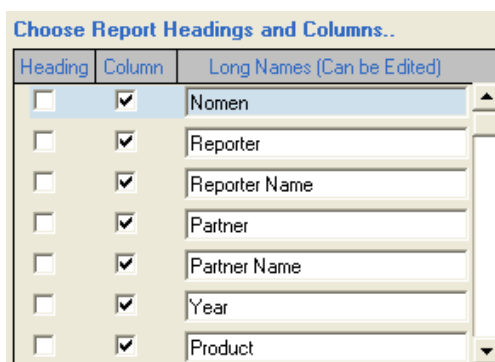 Choose Report Headings and Columns..
Heading Column Long Names (Can be Edited)
Nomen
Reporter
Reporter Name
Partner
Partner Name
Year
Product